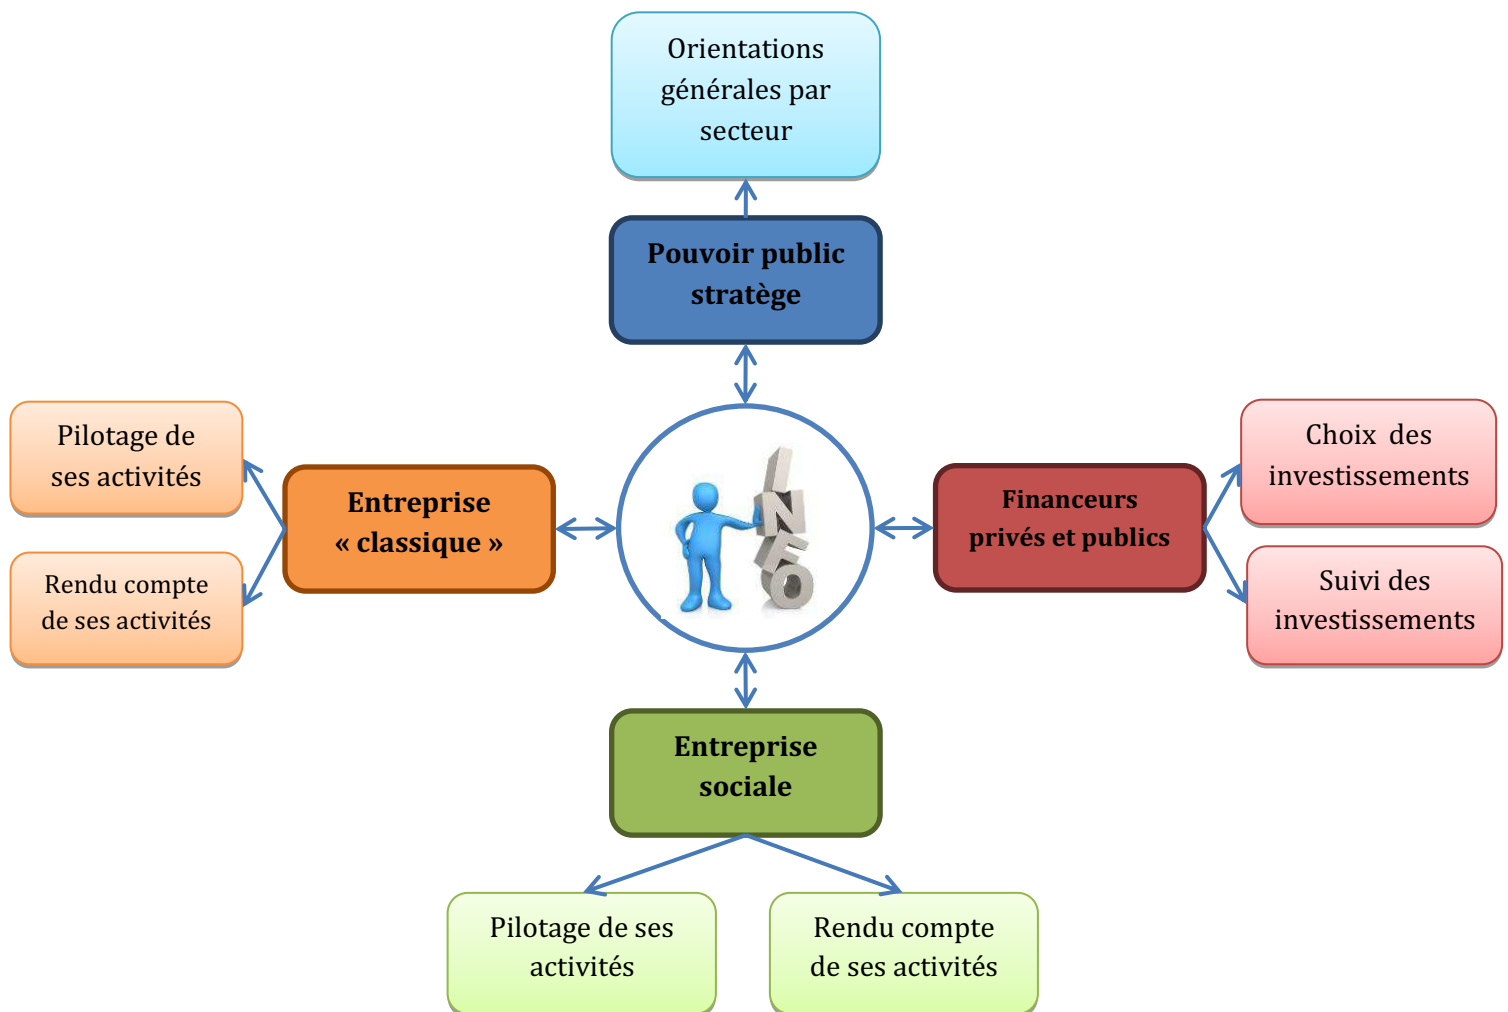 Orientations
générales par
secteur
Pouvoir public
stratège
Pilotage de
ses activités
Rendu compte
de ses activités
Entreprise
« classique »
INFO
Financeurs
privés et publics
Choix des
investissements
Suivi des
investissements
Entreprise
sociale
Pilotage de ses
activités
Rendu compte
de ses activités